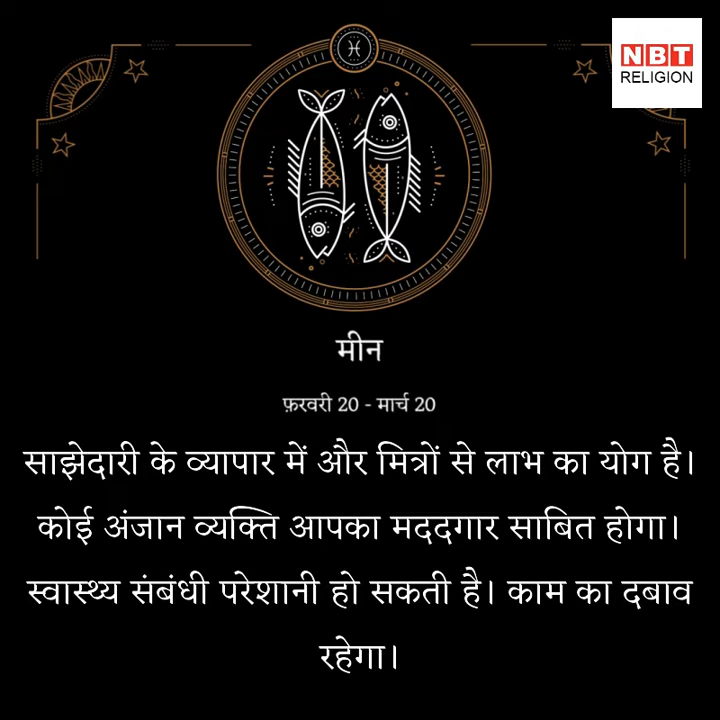 NBT
RELIGION
मीन
फ़रवरी 20 - मार्च 20
साझेदारी के व्यापार में और मित्रों से लाभ का योग है।
कोई अंजान व्यक्ति आपका मददगार साबित होगा।
स्वास्थ्य संबंधी परेशानी हो सकती है। काम का दबाव
रहेगा।